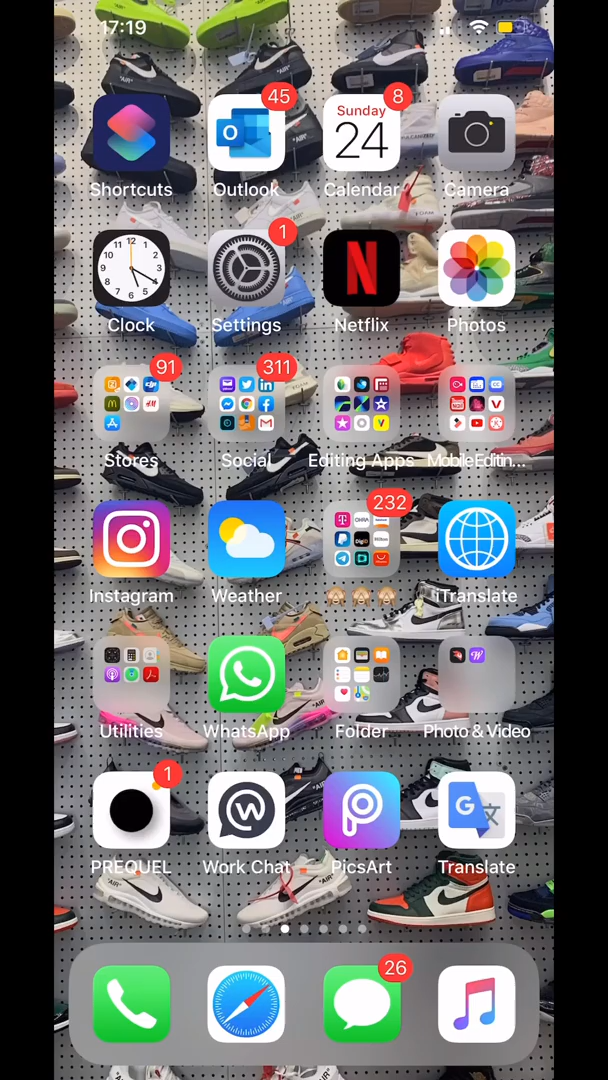 17:19
45
Sunday
24
8
Shortcuts
Outlook
Calendar
Camera
1
Clock
Settings
Netflix
Photos
91
311
Stores
Social
Editing Apps
MobileEditin...
232
Instagram
Weather
🙈🙈🙈
iTranslate
Utilities
WhatsApp
Folder
Photo & Video
1
PREQUEL
Work Chat
PicsArt
Translate
26